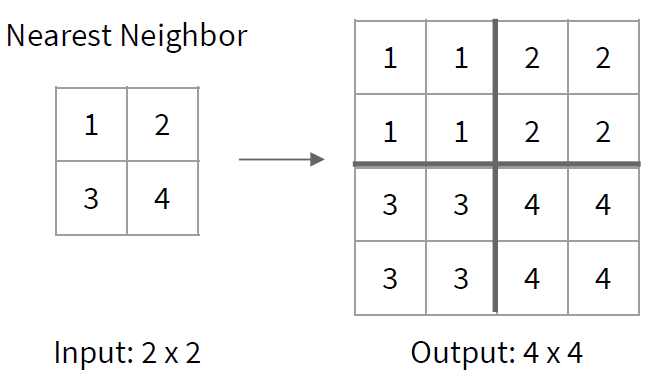 Nearest Neighbor
1 2
3 4
1 1 2 2
1 1 2 2
3 3 4 4
3 3 4 4
Input: 2 x 2
Output: 4 x 4